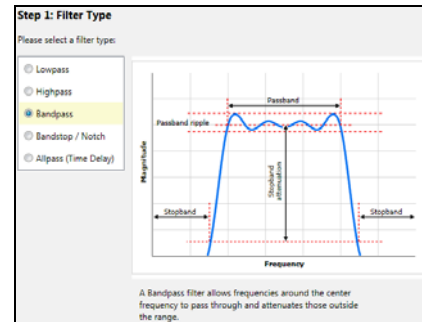 Step 1: Filter Type
Please select a filter type:
Lowpass
Highpass
Bandpass
Bandstop / Notch
Allpass (Time Delay)
Passband
Passband ripple
Stopband
attenuation
Magnitude
Stopband
Stopband
Frequency
A Bandpass filter allows frequencies around the center
frequency to pass through and attenuates those outside
the range.